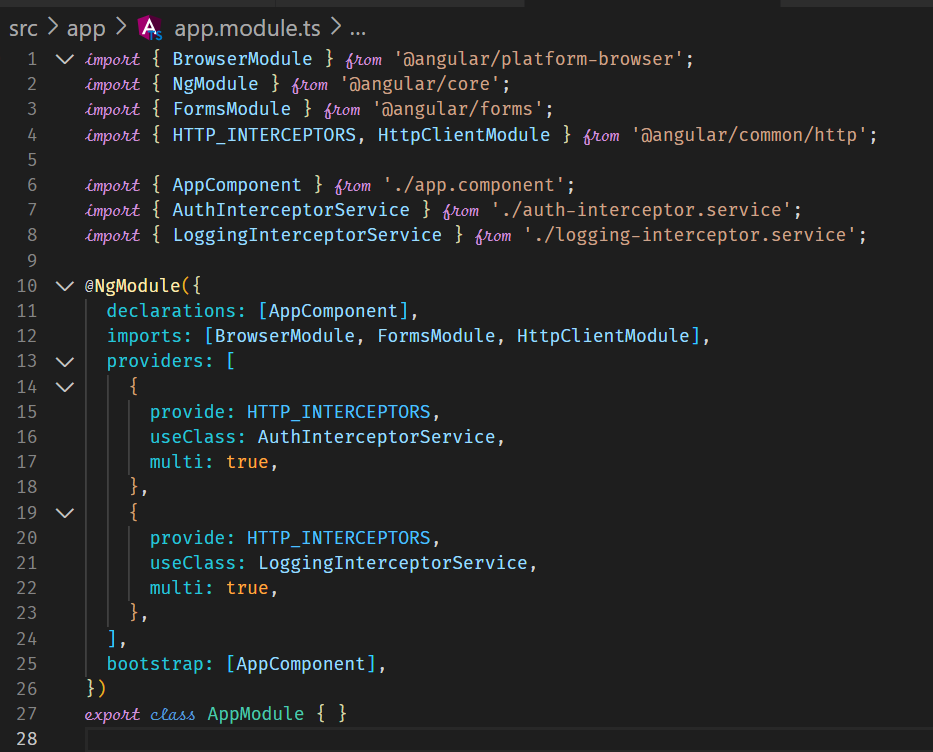 src > app > app.module.ts > ...
1 import { BrowserModule } from '@angular/platform-browser';
2 import { NgModule } from '@angular/core';
3 import { FormsModule } from '@angular/forms';
4 import { HTTP_INTERCEPTORS, HttpClientModule } from '@angular/common/http';
5
6 import { AppComponent } from './app.component';
7 import { AuthInterceptorService } from './auth-interceptor.service';
8 import { LoggingInterceptorService } from './logging-interceptor.service';
9
10 @NgModule({
11   declarations: [AppComponent],
12   imports: [BrowserModule, FormsModule, HttpClientModule],
13   providers: [
14     {
15       provide: HTTP_INTERCEPTORS,
16       useClass: AuthInterceptorService,
17       multi: true,
18     },
19     {
20       provide: HTTP_INTERCEPTORS,
21       useClass: LoggingInterceptorService,
22       multi: true,
23     },
24   ],
25   bootstrap: [AppComponent],
26 })
27 export class AppModule { }
28